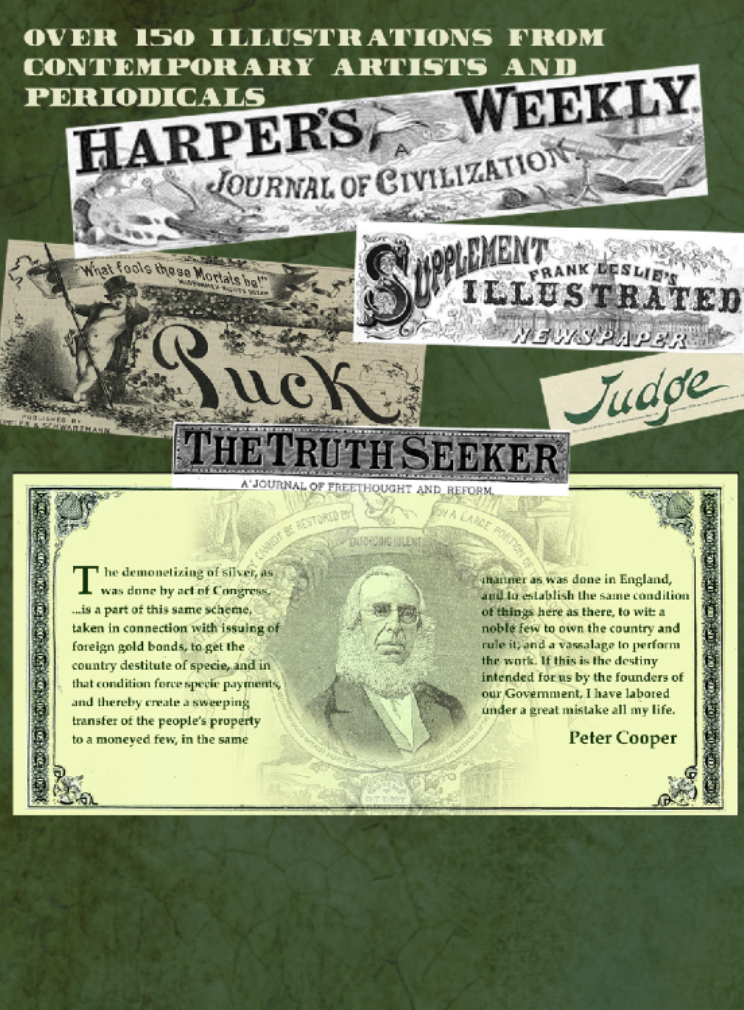 OVER 150 ILLUSTRATIONS FROM
CONTEMPORARY ARTISTS AND
PERIODICALS
HARPER'S WEEKLY.
A
JOURNAL OF CIVILIZATION
"What fools these Mortals be!"
MIDSUMMER NIGHTS DREAM
Puck
PUBLISHED BY
& SCHWARZMANN
SUPPLEMENT
FRANK LESLIE'S
ILLUSTRATED
NEWSPAPER
Judge
THE TRUTH SEEKER
A JOURNAL OF FREETHOUGHT AND REFORM.
CANNOT BE RESTORED BY
BY A LARGE PORTION OF
ENFORCING IDLENESS
The demonetizing of silver, as
was done by act of Congress,
...is a part of this same scheme,
taken in connection with issuing of
foreign gold bonds, to get the
country destitute of specie, and in
that condition force specie payments,
and thereby create a sweeping
transfer of the people's property
to a moneyed few, in the same
manner as was done in England,
and to establish the same condition
of things here as there, to wit: a
noble few to own the country and
rule it, and a vassalage to perform
the work. If this is the destiny
intended for us by the founders of
our Government, I have labored
under a great mistake all my life.
Peter Cooper